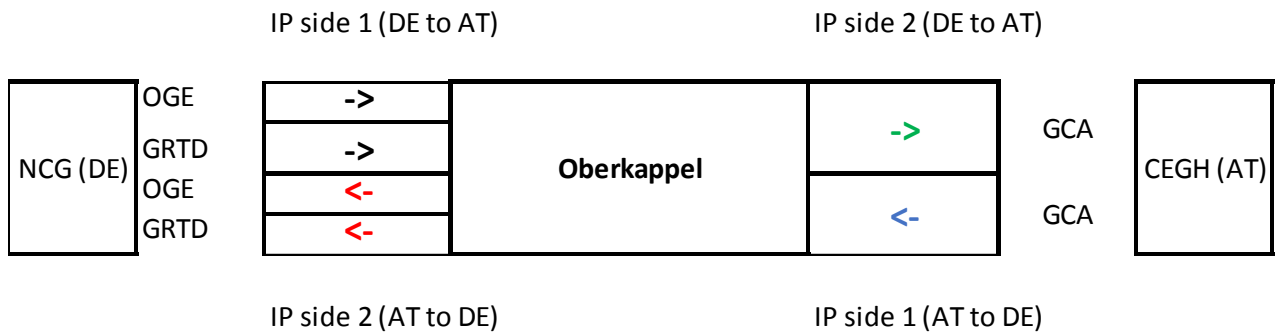 IP side 1 (DE to AT) IP side 2 (DE to AT)
OGE ->
-> GCA
GRTD ->
NCG (DE) Oberkappel CEGH (AT)
OGE <-
<- GCA
GRTD <-
IP side 2 (AT to DE) IP side 1 (AT to DE)